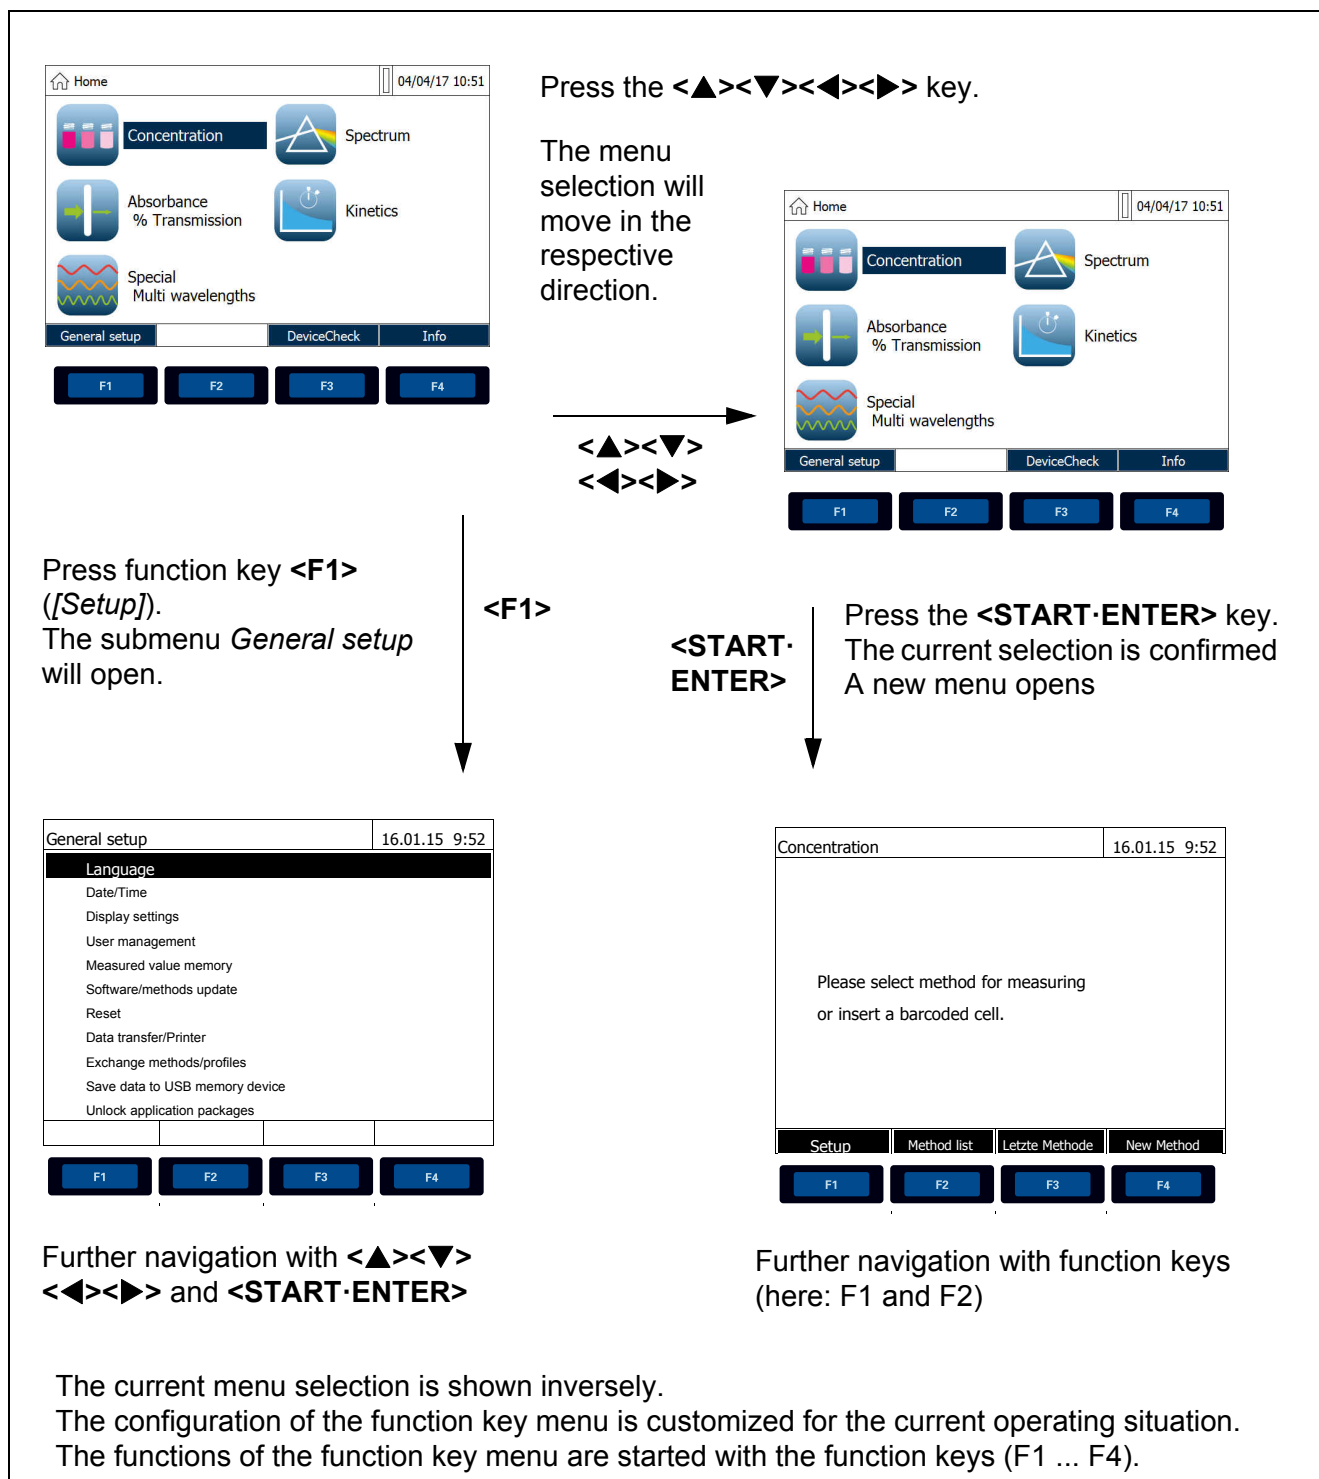 Home 04/04/17 10:51
Concentration Spectrum
Absorbance
% Transmission Kinetics
Special
Multi wavelengths
General setup DeviceCheck Info
F1 F2 F3 F4
Press the <▲><▼><◀><▶> key.
The menu
selection will
move in the
respective
direction.
<▲><▼>
<◀><▶>
Home 04/04/17 10:51
Concentration Spectrum
Absorbance
% Transmission Kinetics
Special
Multi wavelengths
General setup DeviceCheck Info
F1 F2 F3 F4
Press function key <F1>
([Setup]).
The submenu General setup
will open.
<F1>
<START·
ENTER>
Press the <START·ENTER> key.
The current selection is confirmed
A new menu opens
General setup 16.01.15 9:52
Language
Date/Time
Display settings
User management
Measured value memory
Software/methods update
Reset
Data transfer/Printer
Exchange methods/profiles
Save data to USB memory device
Unlock application packages
F1 F2 F3 F4
Further navigation with <▲><▼>
<◀><▶> and <START·ENTER>
Concentration 16.01.15 9:52
Please select method for measuring
or insert a barcoded cell.
Setup Method list Letzte Methode New Method
F1 F2 F3 F4
Further navigation with function keys
(here: F1 and F2)
The current menu selection is shown inversely.
The configuration of the function key menu is customized for the current operating situation.
The functions of the function key menu are started with the function keys (F1 ... F4).